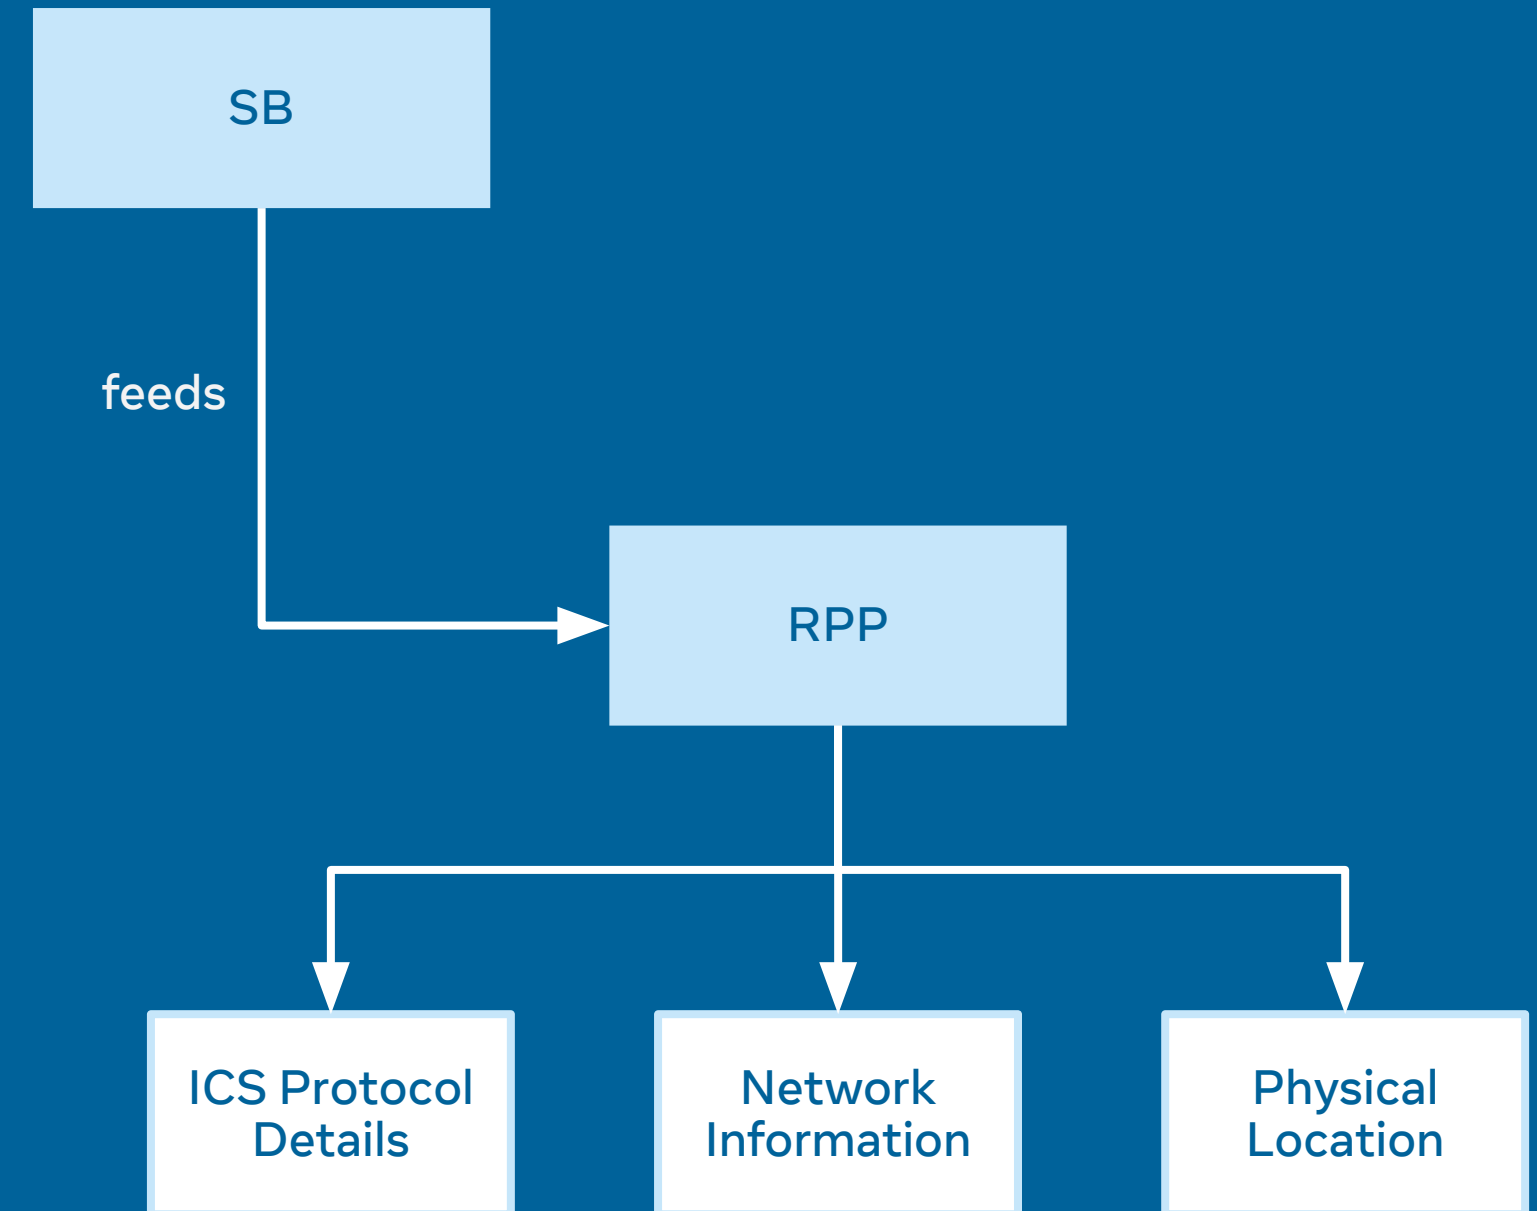 SB
feeds
RPP
ICS Protocol
Details
Network
Information
Physical
Location